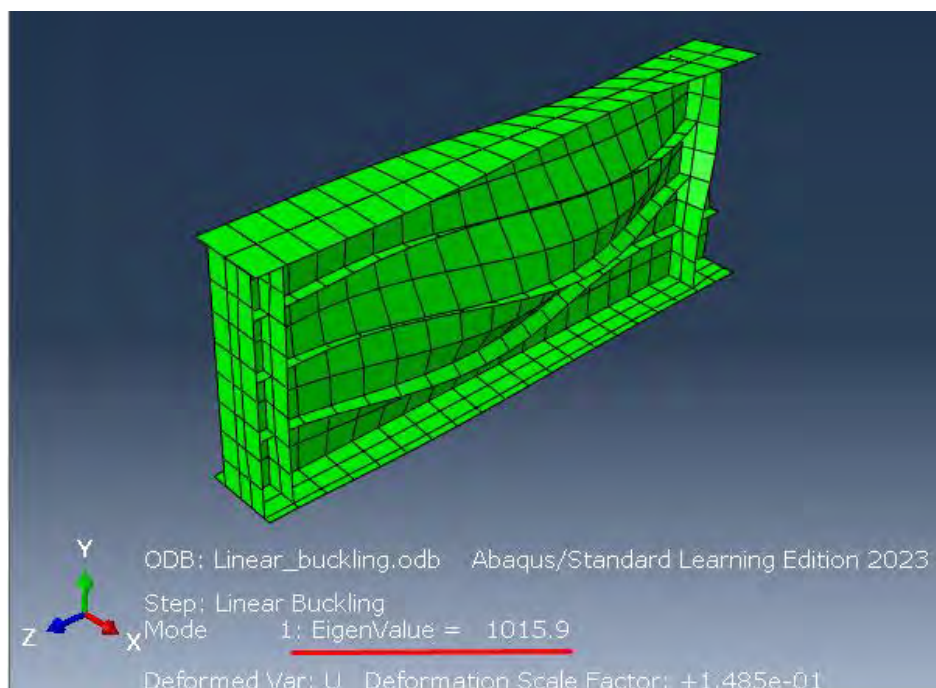 Y
Z
X
ODB: Linear_buckling.odb Abaqus/Standard Learning Edition 2023
Step: Linear Buckling
Mode 1: EigenValue = 1015.9
Deformed Var: U Deformation Scale Factor: +1.485e-01